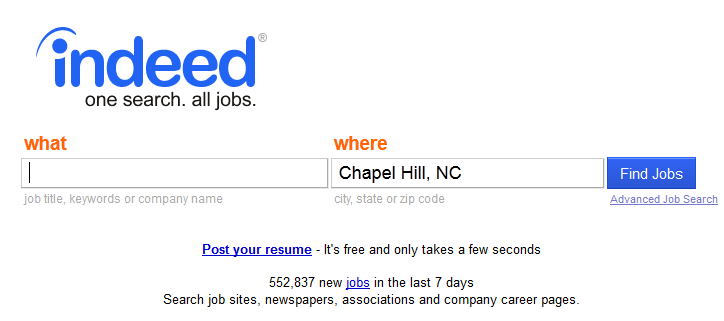 indeed®
one search. all jobs.
what where
Chapel Hill, NC Find Jobs
job title, keywords or company name city, state or zip code Advanced Job Search
Post your resume - It's free and only takes a few seconds
552,837 new jobs in the last 7 days
Search job sites, newspapers, associations and company career pages.